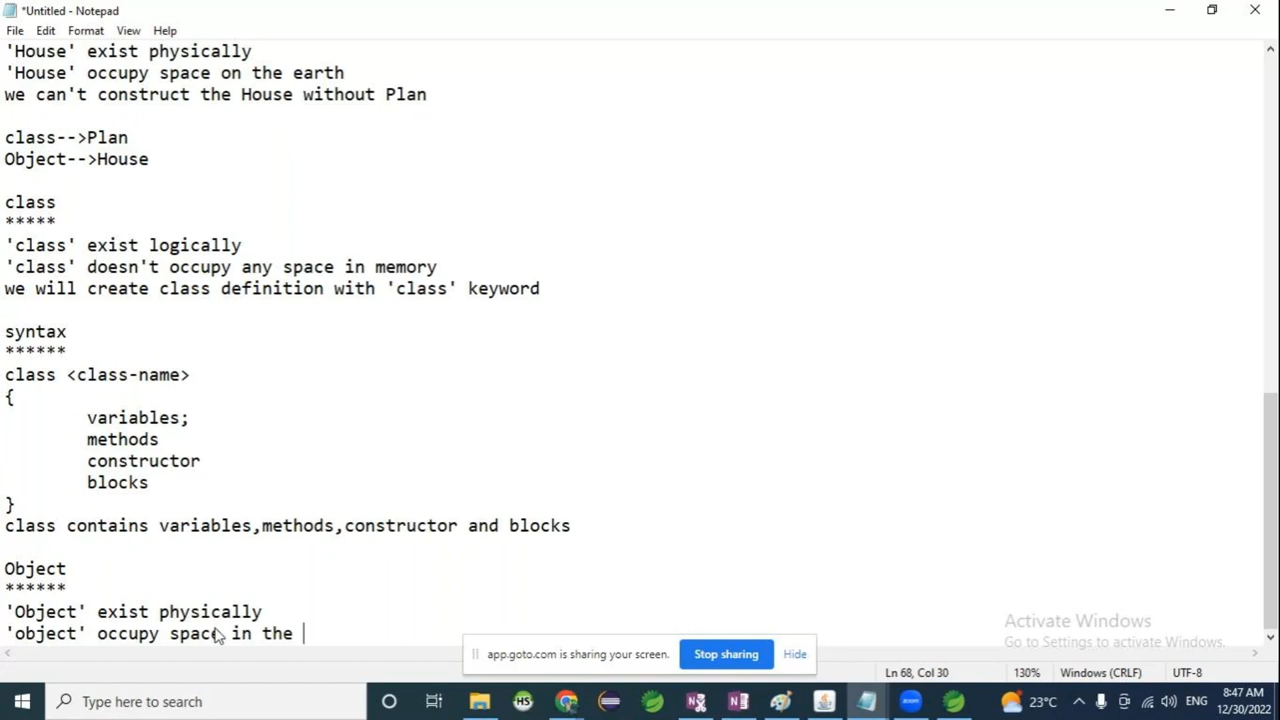 *Untitled - Notepad
File Edit Format View Help
'House' exist physically
'House' occupy space on the earth
we can't construct the House without Plan
class-->Plan
Object-->House
class
*****
'class' exist logically
'class' doesn't occupy any space in memory
we will create class definition with 'class' keyword
syntax
******
class <class-name>
{
variables;
methods
constructor
blocks
}
class contains variables,methods,constructor and blocks
Object
******
'Object' exist physically
'object' occupy space in the
Activate Windows
Go to Settings to activate Windows.
app.goto.com is sharing your screen. Stop sharing Hide
Ln 68, Col 30 130% Windows (CRLF) UTF-8
Type here to search
HS
zoom
23°C
ENG
8:47 AM
12/30/2022